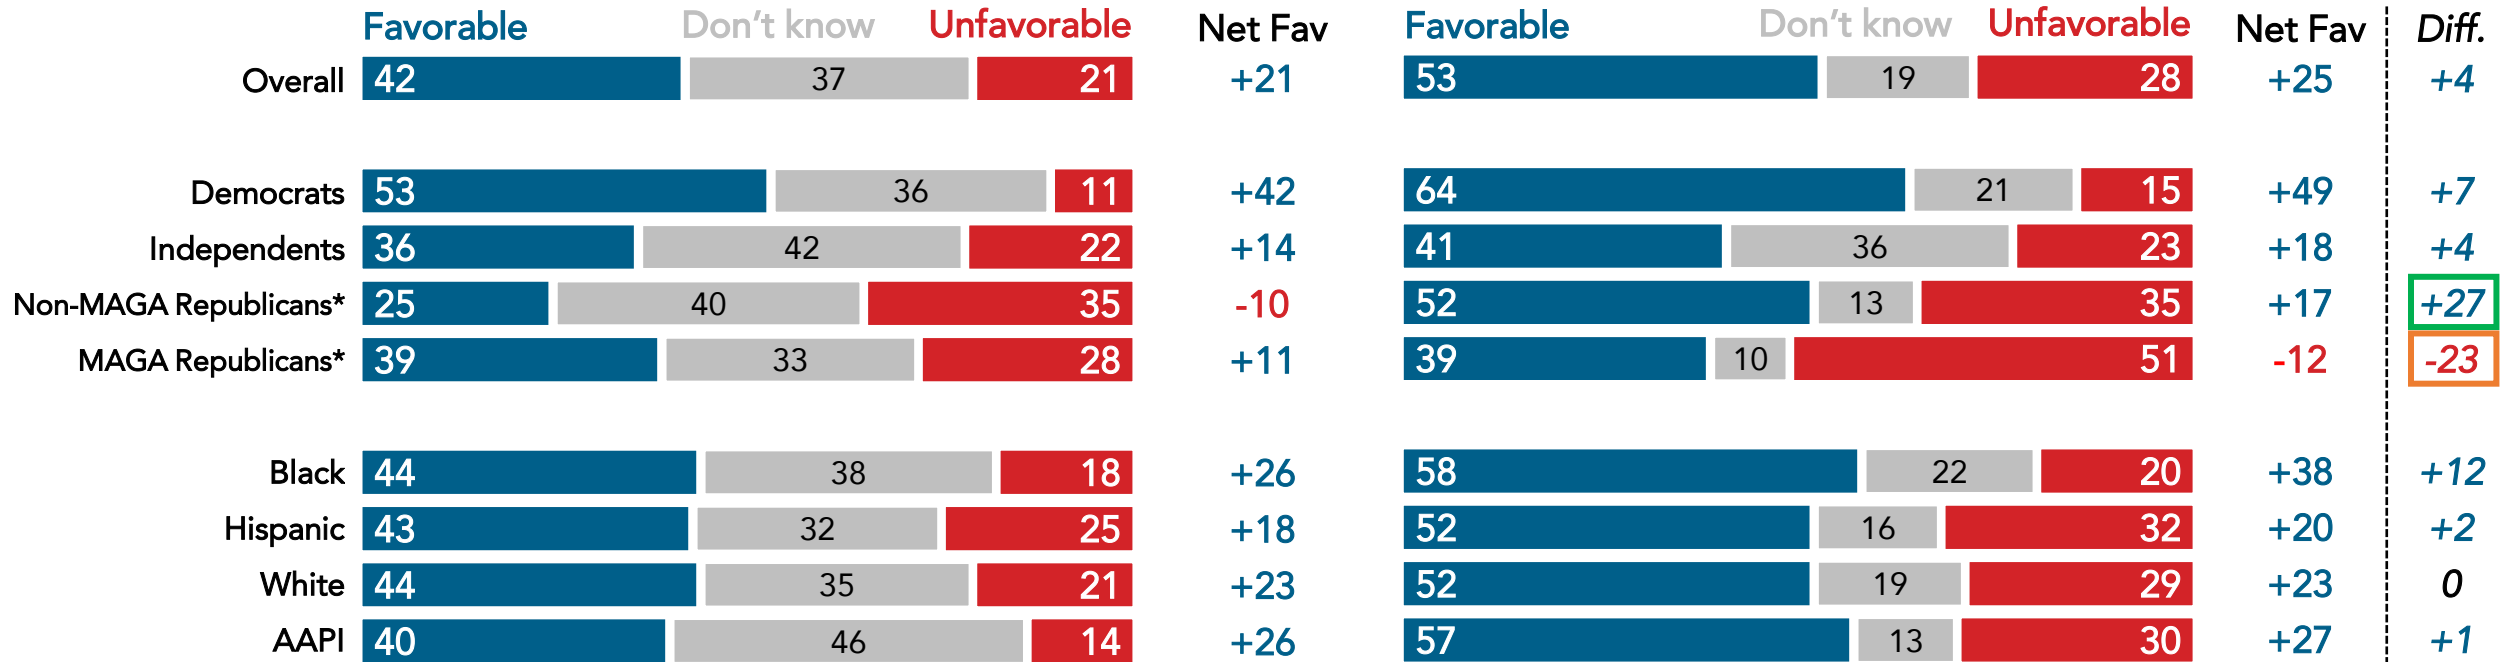 Favorable Don't know Unfavorable Net Fav Favorable Don't know Unfavorable Net Fav Diff.
Overall 42 37 21 +21 53 19 28 +25 +4
Democrats 53 36 11 +42 64 21 15 +49 +7
Independents 36 42 22 +14 41 36 23 +18 +4
Non-MAGA Republicans* 25 40 35 -10 52 13 35 +17 +27
MAGA Republicans* 39 33 28 +11 39 10 51 -12 -23
Black 44 38 18 +26 58 22 20 +38 +12
Hispanic 43 32 25 +18 52 16 32 +20 +2
White 44 35 21 +23 52 19 29 +23 0
AAPI 40 46 14 +26 57 13 30 +27 +1